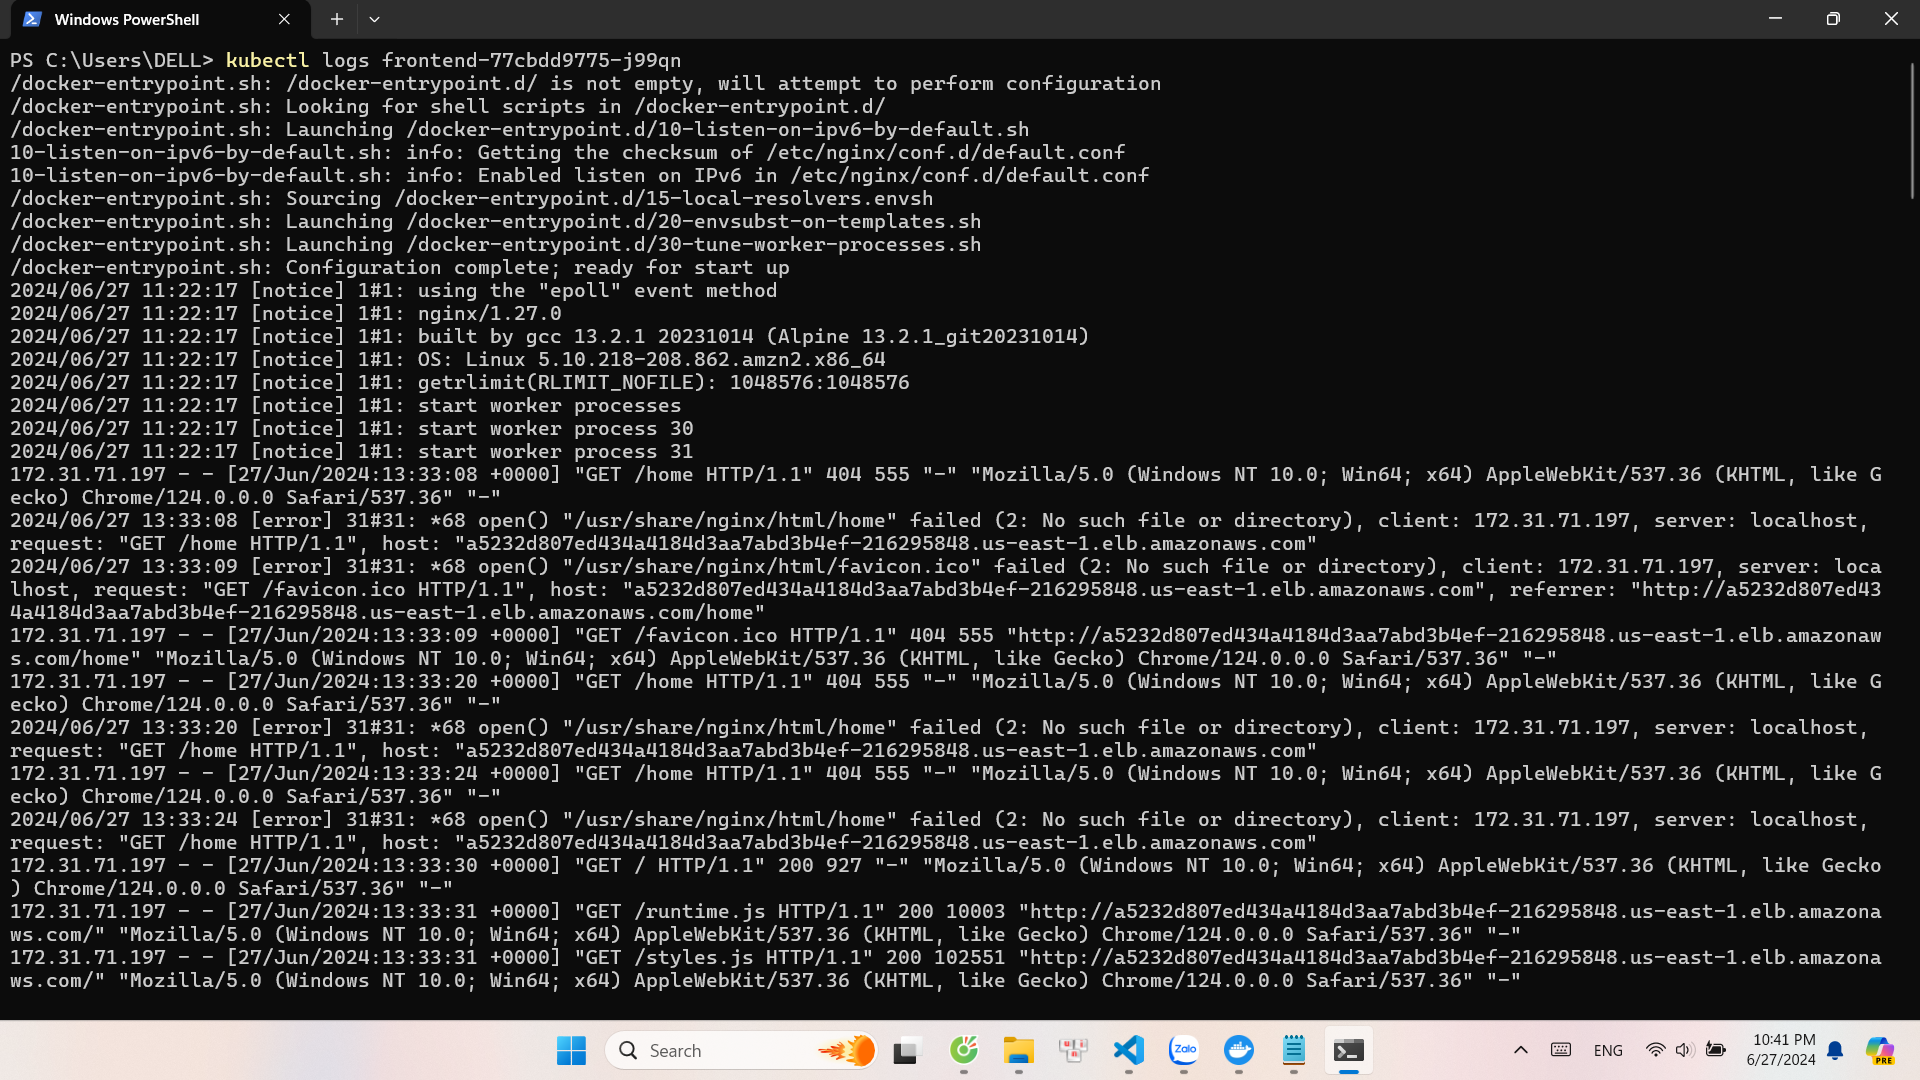 Windows PowerShell
PS C:\Users\DELL> kubectl logs frontend-77cbdd9775-j99qn
/docker-entrypoint.sh: /docker-entrypoint.d/ is not empty, will attempt to perform configuration
/docker-entrypoint.sh: Looking for shell scripts in /docker-entrypoint.d/
/docker-entrypoint.sh: Launching /docker-entrypoint.d/10-listen-on-ipv6-by-default.sh
10-listen-on-ipv6-by-default.sh: info: Getting the checksum of /etc/nginx/conf.d/default.conf
10-listen-on-ipv6-by-default.sh: info: Enabled listen on IPv6 in /etc/nginx/conf.d/default.conf
/docker-entrypoint.sh: Sourcing /docker-entrypoint.d/15-local-resolvers.envsh
/docker-entrypoint.sh: Launching /docker-entrypoint.d/20-envsubst-on-templates.sh
/docker-entrypoint.sh: Launching /docker-entrypoint.d/30-tune-worker-processes.sh
/docker-entrypoint.sh: Configuration complete; ready for start up
2024/06/27 11:22:17 [notice] 1#1: using the "epoll" event method
2024/06/27 11:22:17 [notice] 1#1: nginx/1.27.0
2024/06/27 11:22:17 [notice] 1#1: built by gcc 13.2.1 20231014 (Alpine 13.2.1_git20231014)
2024/06/27 11:22:17 [notice] 1#1: OS: Linux 5.10.218-208.862.amzn2.x86_64
2024/06/27 11:22:17 [notice] 1#1: getrlimit(RLIMIT_NOFILE): 1048576:1048576
2024/06/27 11:22:17 [notice] 1#1: start worker processes
2024/06/27 11:22:17 [notice] 1#1: start worker process 30
2024/06/27 11:22:17 [notice] 1#1: start worker process 31
172.31.71.197 - - [27/Jun/2024:13:33:08 +0000] "GET /home HTTP/1.1" 404 555 "-" "Mozilla/5.0 (Windows NT 10.0; Win64; x64) AppleWebKit/537.36 (KHTML, like G
ecko) Chrome/124.0.0.0 Safari/537.36" "-"
2024/06/27 13:33:08 [error] 31#31: *68 open() "/usr/share/nginx/html/home" failed (2: No such file or directory), client: 172.31.71.197, server: localhost,
request: "GET /home HTTP/1.1", host: "a5232d807ed434a4184d3aa7abd3b4ef-216295848.us-east-1.elb.amazonaws.com"
2024/06/27 13:33:09 [error] 31#31: *68 open() "/usr/share/nginx/html/favicon.ico" failed (2: No such file or directory), client: 172.31.71.197, server: loca
lhost, request: "GET /favicon.ico HTTP/1.1", host: "a5232d807ed434a4184d3aa7abd3b4ef-216295848.us-east-1.elb.amazonaws.com", referrer: "http://a5232d807ed43
4a4184d3aa7abd3b4ef-216295848.us-east-1.elb.amazonaws.com/home"
172.31.71.197 - - [27/Jun/2024:13:33:09 +0000] "GET /favicon.ico HTTP/1.1" 404 555 "http://a5232d807ed434a4184d3aa7abd3b4ef-216295848.us-east-1.elb.amazonaw
s.com/home" "Mozilla/5.0 (Windows NT 10.0; Win64; x64) AppleWebKit/537.36 (KHTML, like Gecko) Chrome/124.0.0.0 Safari/537.36" "-"
172.31.71.197 - - [27/Jun/2024:13:33:20 +0000] "GET /home HTTP/1.1" 404 555 "-" "Mozilla/5.0 (Windows NT 10.0; Win64; x64) AppleWebKit/537.36 (KHTML, like G
ecko) Chrome/124.0.0.0 Safari/537.36" "-"
2024/06/27 13:33:20 [error] 31#31: *68 open() "/usr/share/nginx/html/home" failed (2: No such file or directory), client: 172.31.71.197, server: localhost,
request: "GET /home HTTP/1.1", host: "a5232d807ed434a4184d3aa7abd3b4ef-216295848.us-east-1.elb.amazonaws.com"
172.31.71.197 - - [27/Jun/2024:13:33:24 +0000] "GET /home HTTP/1.1" 404 555 "-" "Mozilla/5.0 (Windows NT 10.0; Win64; x64) AppleWebKit/537.36 (KHTML, like G
ecko) Chrome/124.0.0.0 Safari/537.36" "-"
2024/06/27 13:33:24 [error] 31#31: *68 open() "/usr/share/nginx/html/home" failed (2: No such file or directory), client: 172.31.71.197, server: localhost,
request: "GET /home HTTP/1.1", host: "a5232d807ed434a4184d3aa7abd3b4ef-216295848.us-east-1.elb.amazonaws.com"
172.31.71.197 - - [27/Jun/2024:13:33:30 +0000] "GET / HTTP/1.1" 200 927 "-" "Mozilla/5.0 (Windows NT 10.0; Win64; x64) AppleWebKit/537.36 (KHTML, like Gecko
) Chrome/124.0.0.0 Safari/537.36" "-"
172.31.71.197 - - [27/Jun/2024:13:33:31 +0000] "GET /runtime.js HTTP/1.1" 200 10003 "http://a5232d807ed434a4184d3aa7abd3b4ef-216295848.us-east-1.elb.amazona
ws.com/" "Mozilla/5.0 (Windows NT 10.0; Win64; x64) AppleWebKit/537.36 (KHTML, like Gecko) Chrome/124.0.0.0 Safari/537.36" "-"
172.31.71.197 - - [27/Jun/2024:13:33:31 +0000] "GET /styles.js HTTP/1.1" 200 102551 "http://a5232d807ed434a4184d3aa7abd3b4ef-216295848.us-east-1.elb.amazona
ws.com/" "Mozilla/5.0 (Windows NT 10.0; Win64; x64) AppleWebKit/537.36 (KHTML, like Gecko) Chrome/124.0.0.0 Safari/537.36" "-"
Search
Zalo
ENG
10:41 PM
6/27/2024
PRE